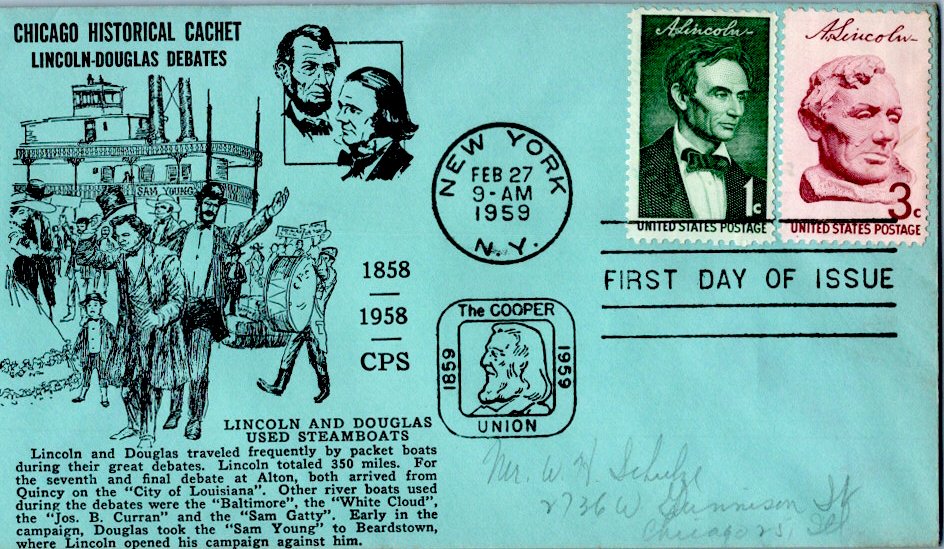 CHICAGO HISTORICAL CACHET
LINCOLN-DOUGLAS DEBATES
SAM YOUNG
1858
1958
CPS
LINCOLN AND DOUGLAS
USED STEAMBOATS
Lincoln and Douglas traveled frequently by packet boats
during their great debates. Lincoln totaled 350 miles. For
the seventh and final debate at Alton, both arrived from
Quincy on the "City of Louisiana". Other river boats used
during the debates were the "Baltimore", the "White Cloud",
the "Jos. B. Curran" and the "Sam Gatty". Early in the
campaign, Douglas took the "Sam Young" to Beardstown,
where Lincoln opened his campaign against him.
NEW YORK
FEB 27
9-AM
1959
N.Y.
The COOPER
1859
1959
UNION
A. Lincoln
1c
UNITED STATES POSTAGE
A. Lincoln
3c
UNITED STATES POSTAGE
FIRST DAY OF ISSUE
Mr. W. H. Schulze
2736 W. Gunnison St
Chicago 25, Ill